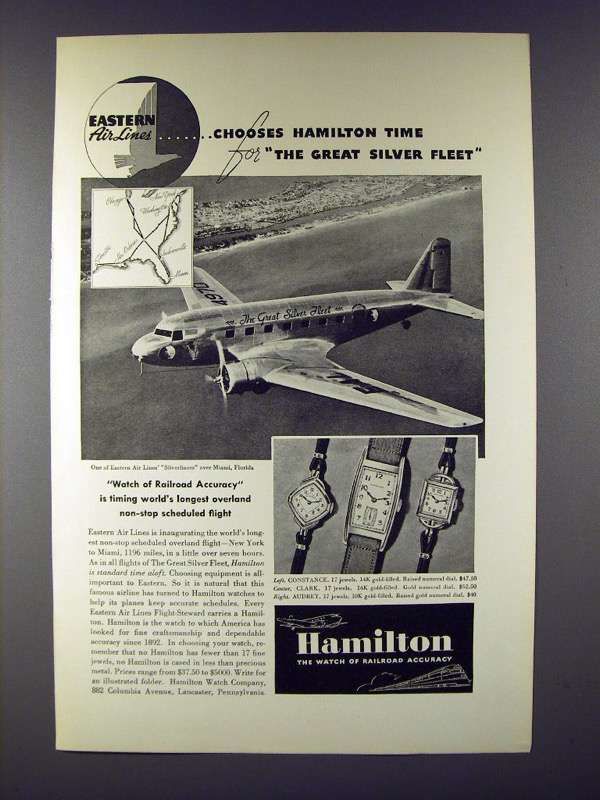 EASTERN
Air Lines . . . . . . .CHOOSES HAMILTON TIME
for "THE GREAT SILVER FLEET"
Chicago
New York
Washington
New Orleans
Jacksonville
Miami
The Great Silver Fleet
One of Eastern Air Lines' "Silverliners" over Miami, Florida
"Watch of Railroad Accuracy"
is timing world's longest overland
non-stop scheduled flight
Eastern Air Lines is inaugurating the world's long-
est non-stop scheduled overland flight—New York
to Miami, 1196 miles, in a little over seven hours.
As in all flights of The Great Silver Fleet, Hamilton
is standard time aloft. Choosing equipment is all-
important to Eastern. So it is natural that this
famous airline has turned to Hamilton watches to
help its planes keep accurate schedules. Every
Eastern Air Lines Flight-Steward carries a Hamil-
ton. Hamilton is the watch to which America has
looked for fine craftsmanship and dependable
accuracy since 1892. In choosing your watch, re-
member that no Hamilton has fewer than 17 fine
jewels, no Hamilton is cased in less than precious
metal. Prices range from $37.50 to $5000. Write for
an illustrated folder. Hamilton Watch Company,
882 Columbia Avenue, Lancaster, Pennsylvania.
Left, CONSTANCE. 17 jewels. 14K gold-filled. Raised numeral dial. $47.50
Center, CLARK. 17 jewels. 14K gold-filled. Gold numeral dial. $52.50
Right, AUDREY. 17 jewels. 10K gold-filled. Raised gold numeral dial. $40
Hamilton
THE WATCH OF RAILROAD ACCURACY